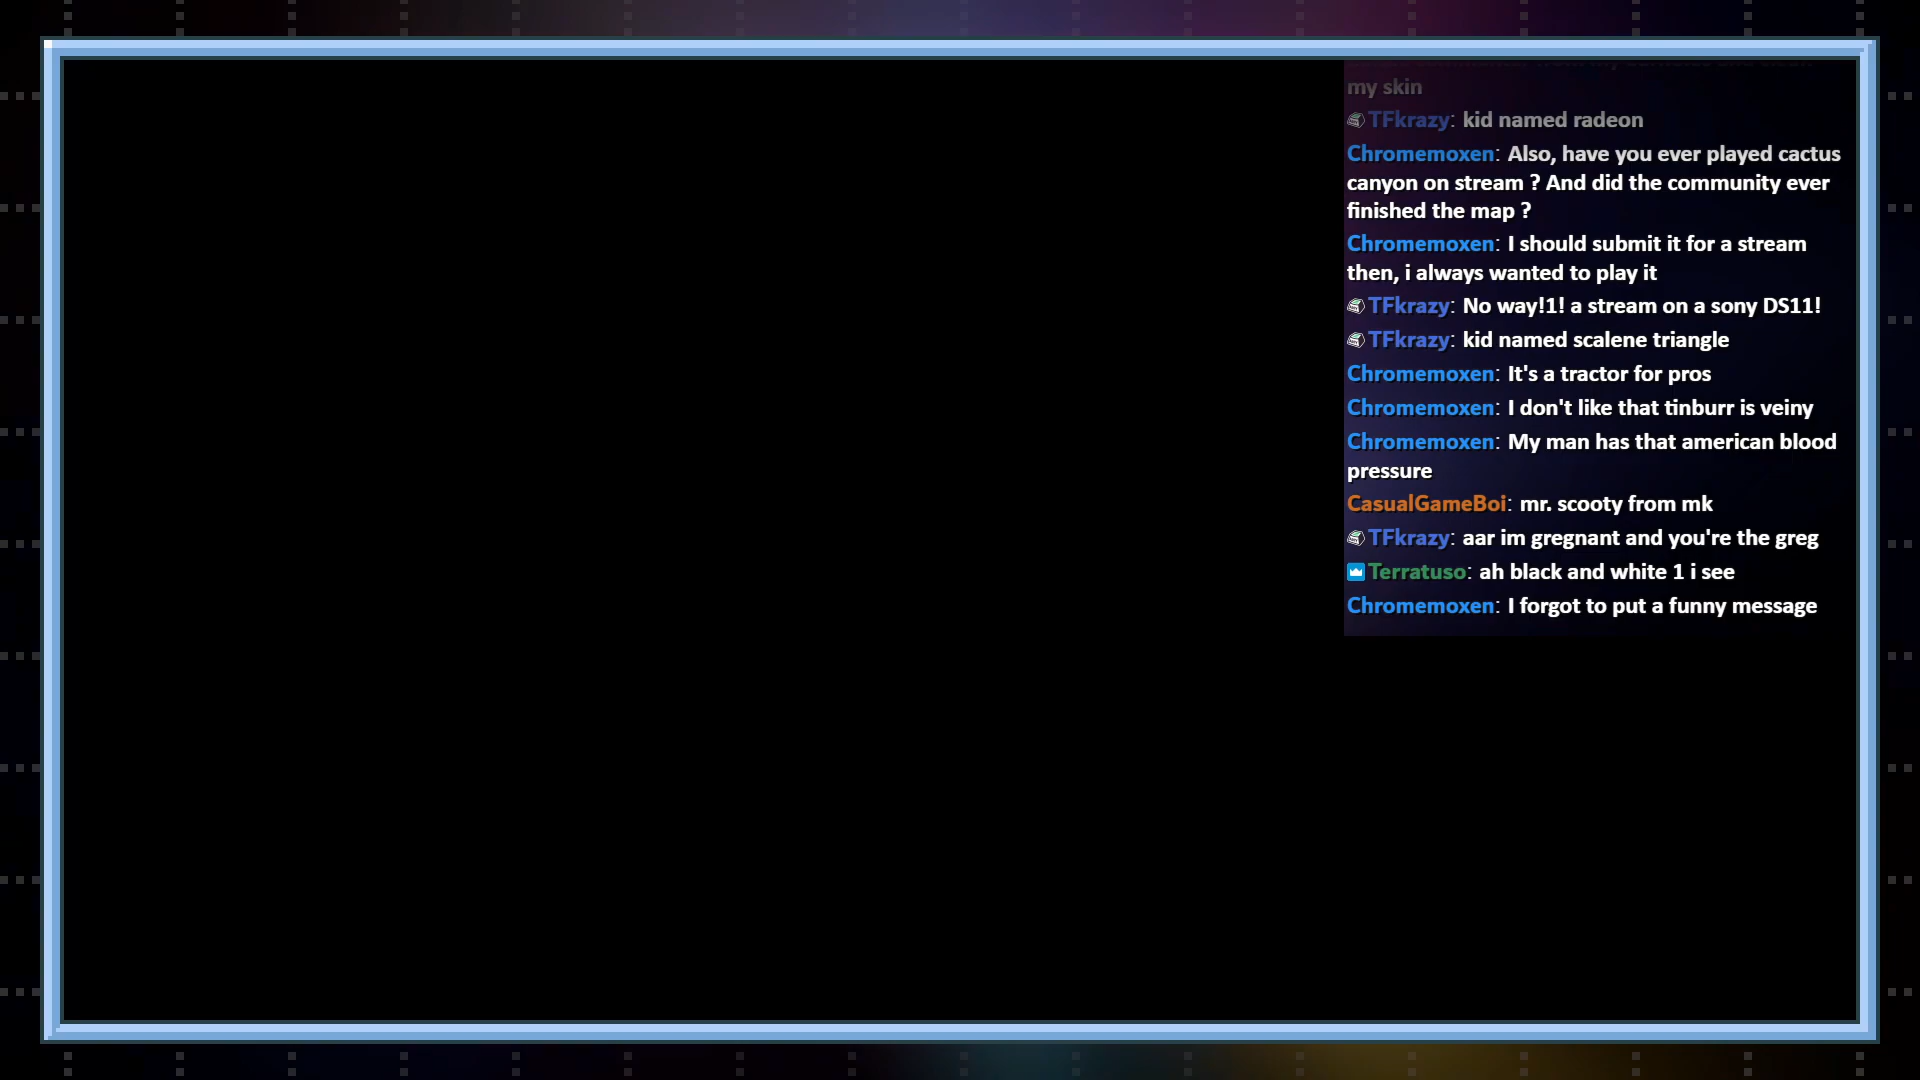 my skin
TFkrazy: kid named radeon
Chromemoxen: Also, have you ever played cactus
canyon on stream ? And did the community ever
finished the map ?
Chromemoxen: I should submit it for a stream
then, i always wanted to play it
TFkrazy: No way!1! a stream on a sony DS11!
TFkrazy: kid named scalene triangle
Chromemoxen: It's a tractor for pros
Chromemoxen: I don't like that tinburr is veiny
Chromemoxen: My man has that american blood
pressure
CasualGameBoi: mr. scooty from mk
TFkrazy: aar im gregnant and you're the greg
Terratuso: ah black and white 1 i see
Chromemoxen: I forgot to put a funny message